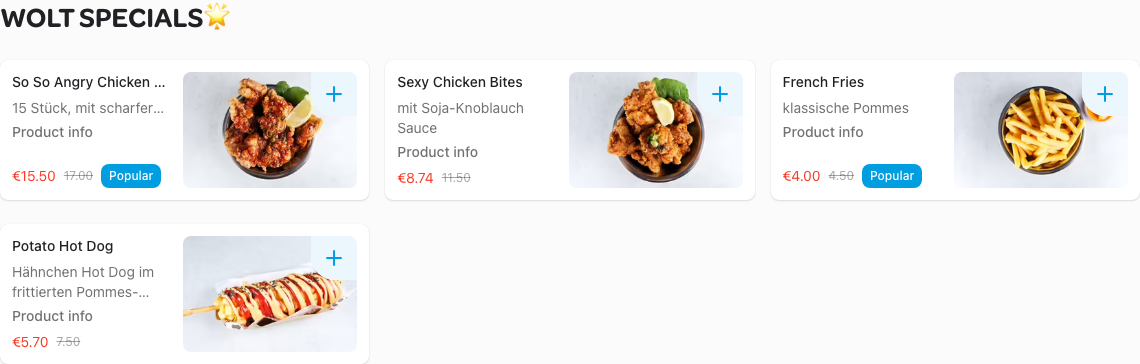 WOLT SPECIALS🌟
So So Angry Chicken ...
15 Stück, mit scharfer...
Product info
€15.50 17.00 Popular
Sexy Chicken Bites
mit Soja-Knoblauch
Sauce
Product info
€8.74 11.50
French Fries
klassische Pommes
Product info
€4.00 4.50 Popular
Potato Hot Dog
Hähnchen Hot Dog im
frittierten Pommes-...
Product info
€5.70 7.50